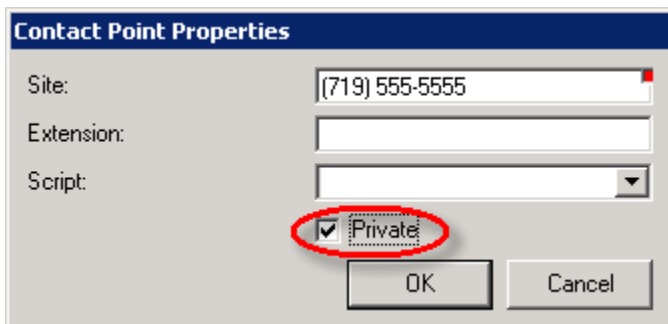 Contact Point Properties
Site: (719) 555-5555
Extension:
Script:
Private
OK Cancel